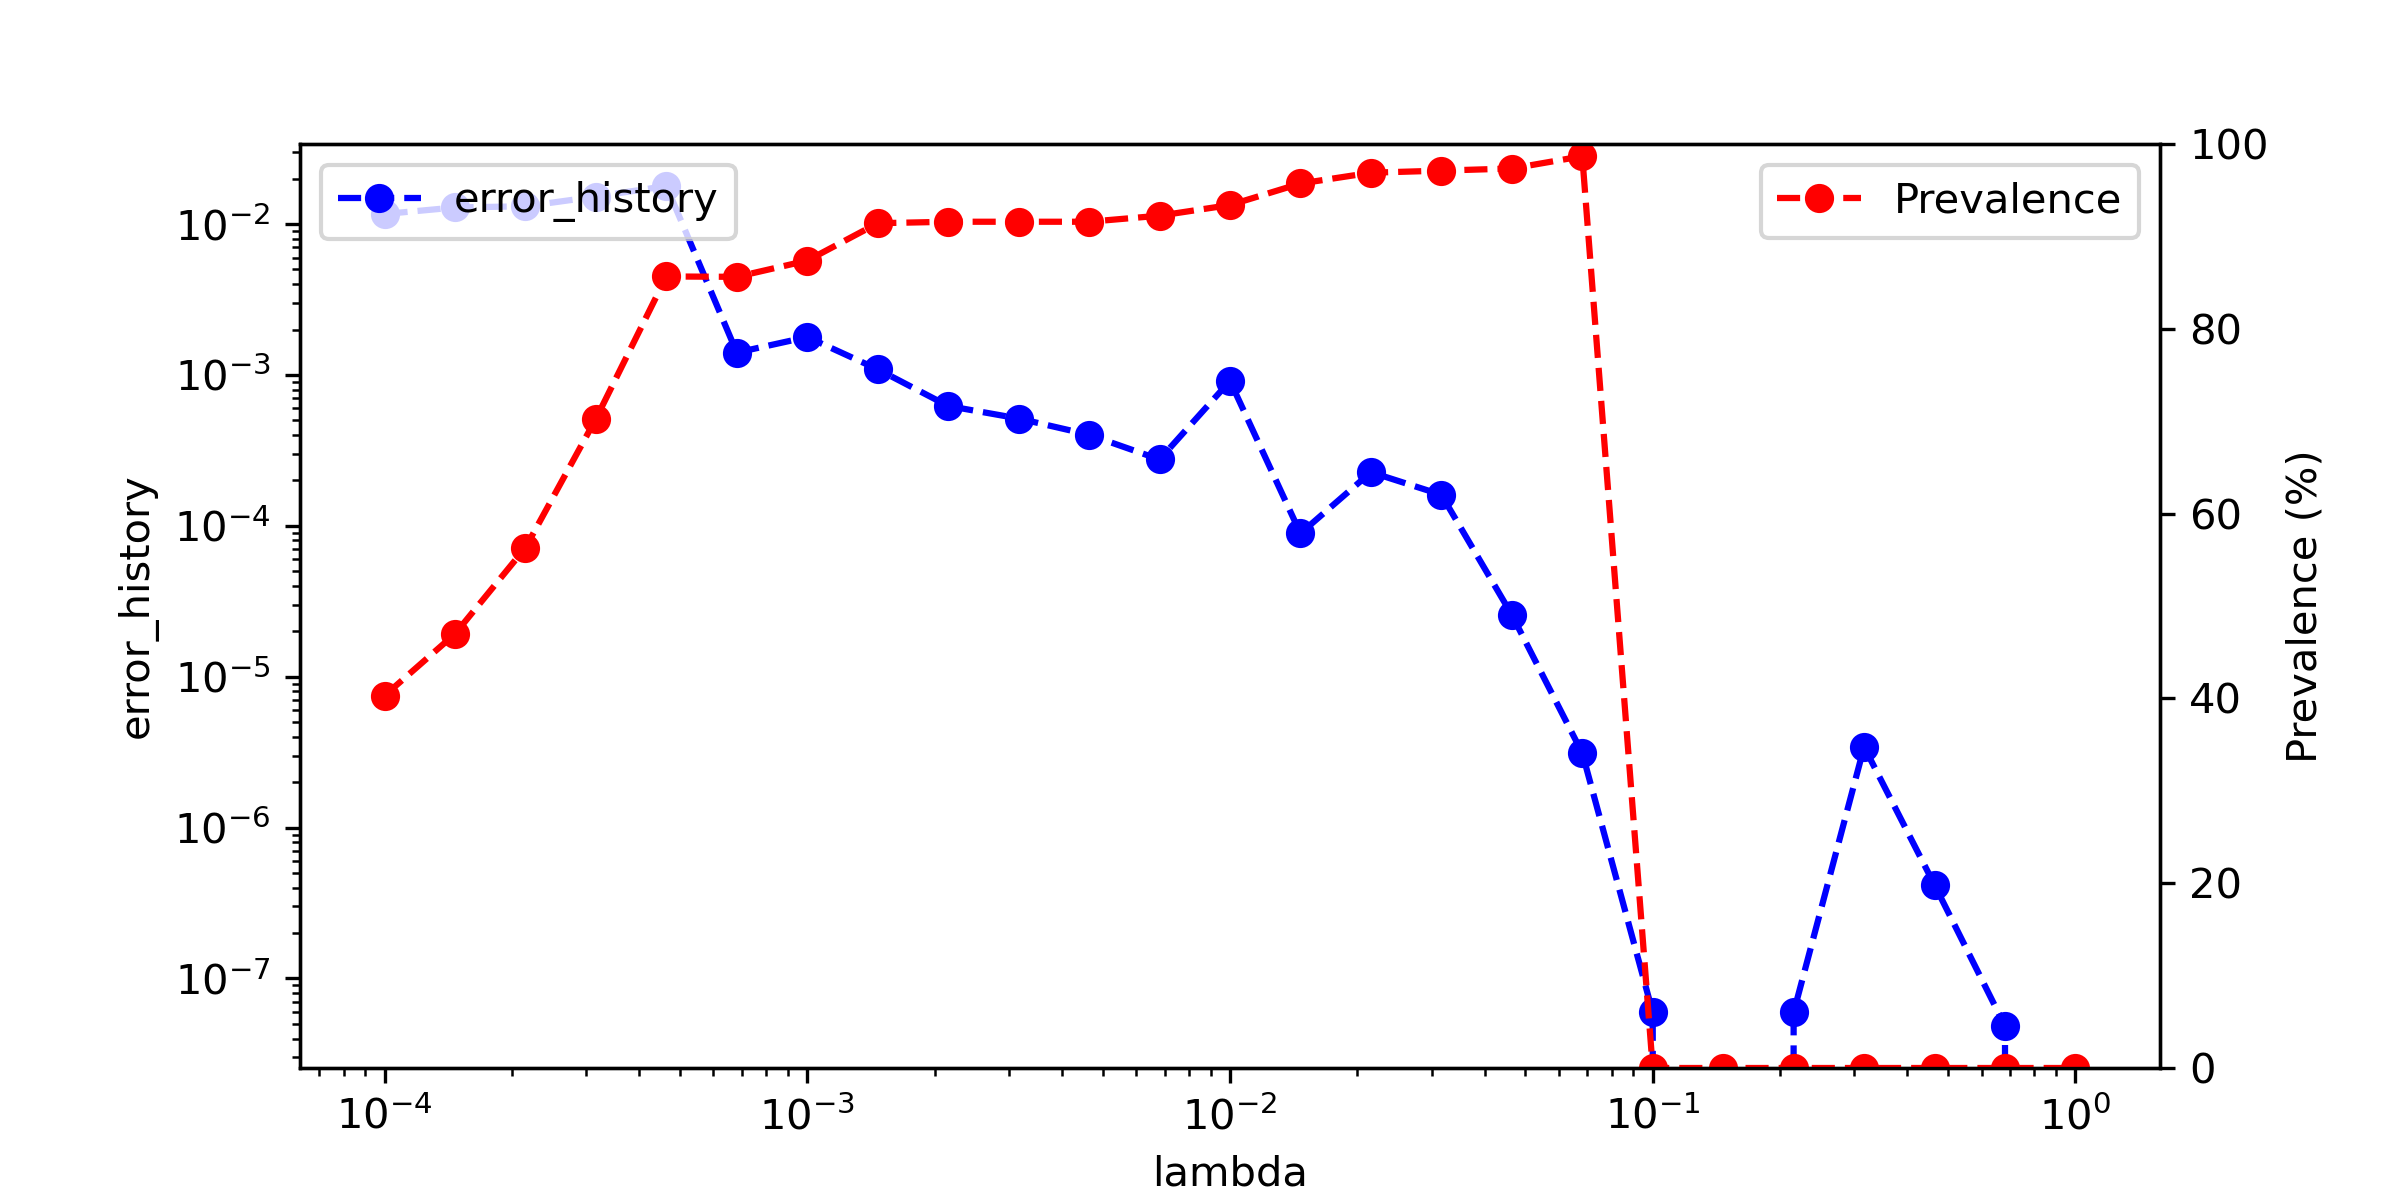 error_history
Prevalence
10⁻²
10⁻³
10⁻⁴
10⁻⁵
10⁻⁶
10⁻⁷
error_history
100
80
60
40
20
0
Prevalence (%)
10⁻⁴ 10⁻³ 10⁻² 10⁻¹ 10⁰
lambda